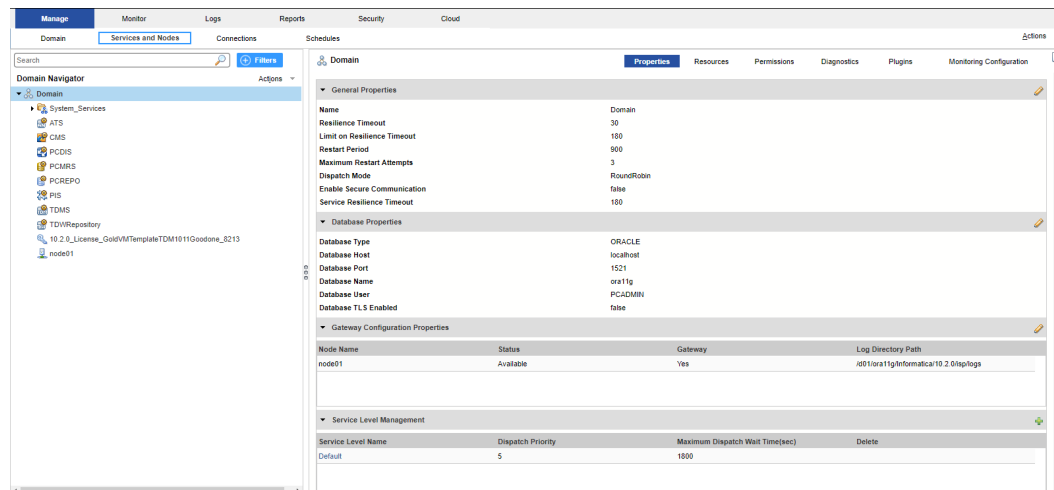 Manage Monitor Logs Reports Security Cloud
Domain Services and Nodes Connections Schedules Actions
Search Filters
Domain Navigator Actions
Domain
System_Services
ATS
CMS
PCDIS
PCMRS
PCREPO
PIS
TDMS
TDWRepository
10.2.0_License_GoldVMTemplateTDM1011Goodone_8213
node01
Domain Properties Resources Permissions Diagnostics Plugins Monitoring Configuration
General Properties
Name Domain
Resilience Timeout 30
Limit on Resilience Timeout 180
Restart Period 900
Maximum Restart Attempts 3
Dispatch Mode RoundRobin
Enable Secure Communication false
Service Resilience Timeout 180
Database Properties
Database Type ORACLE
Database Host localhost
Database Port 1521
Database Name ora11g
Database User PCADMIN
Database TLS Enabled false
Gateway Configuration Properties
Node Name Status Gateway Log Directory Path
node01 Available Yes /d01/ora11g/Informatica/10.2.0/isp/logs
Service Level Management
Service Level Name Dispatch Priority Maximum Dispatch Wait Time(sec) Delete
Default 5 1800